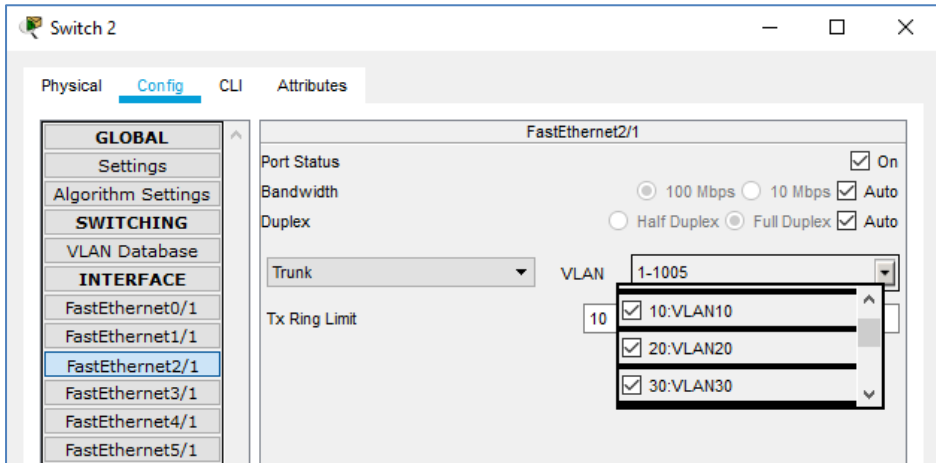 Switch 2
Physical Config CLI Attributes
GLOBAL
Settings
Algorithm Settings
SWITCHING
VLAN Database
INTERFACE
FastEthernet0/1
FastEthernet1/1
FastEthernet2/1
FastEthernet3/1
FastEthernet4/1
FastEthernet5/1
FastEthernet2/1
Port Status On
Bandwidth 100 Mbps 10 Mbps Auto
Duplex Half Duplex Full Duplex Auto
Trunk VLAN 1-1005
10:VLAN10
20:VLAN20
30:VLAN30
Tx Ring Limit 10